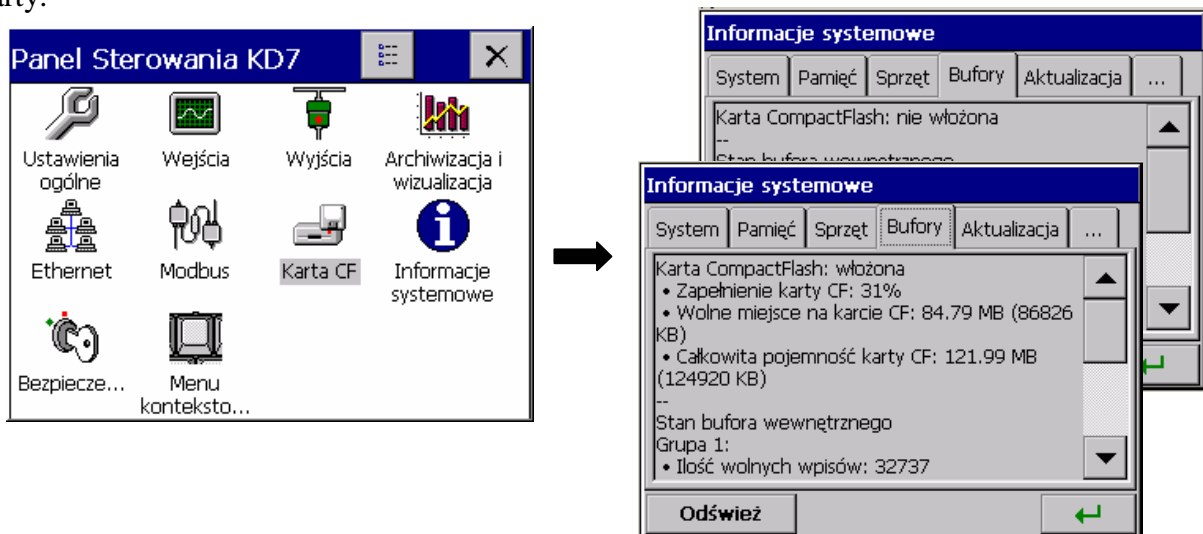 Panel Sterowania KD7
Ustawienia
ogólne
Wejścia
Wyjścia
Archiwizacja i
wizualizacja
Ethernet
Modbus
Karta CF
Informacje
systemowe
Bezpiecze...
Menu
konteksto...
Informacje systemowe
System Pamięć Sprzęt Bufory Aktualizacja ...
Karta CompactFlash: nie włożona
--
Stan bufora wewnętrznego
Informacje systemowe
System Pamięć Sprzęt Bufory Aktualizacja ...
Karta CompactFlash: włożona
• Zapełnienie karty CF: 31%
• Wolne miejsce na karcie CF: 84.79 MB (86826
KB)
• Całkowita pojemność karty CF: 121.99 MB
(124920 KB)
--
Stan bufora wewnętrznego
Grupa 1:
• Ilość wolnych wpisów: 32737
Odśwież